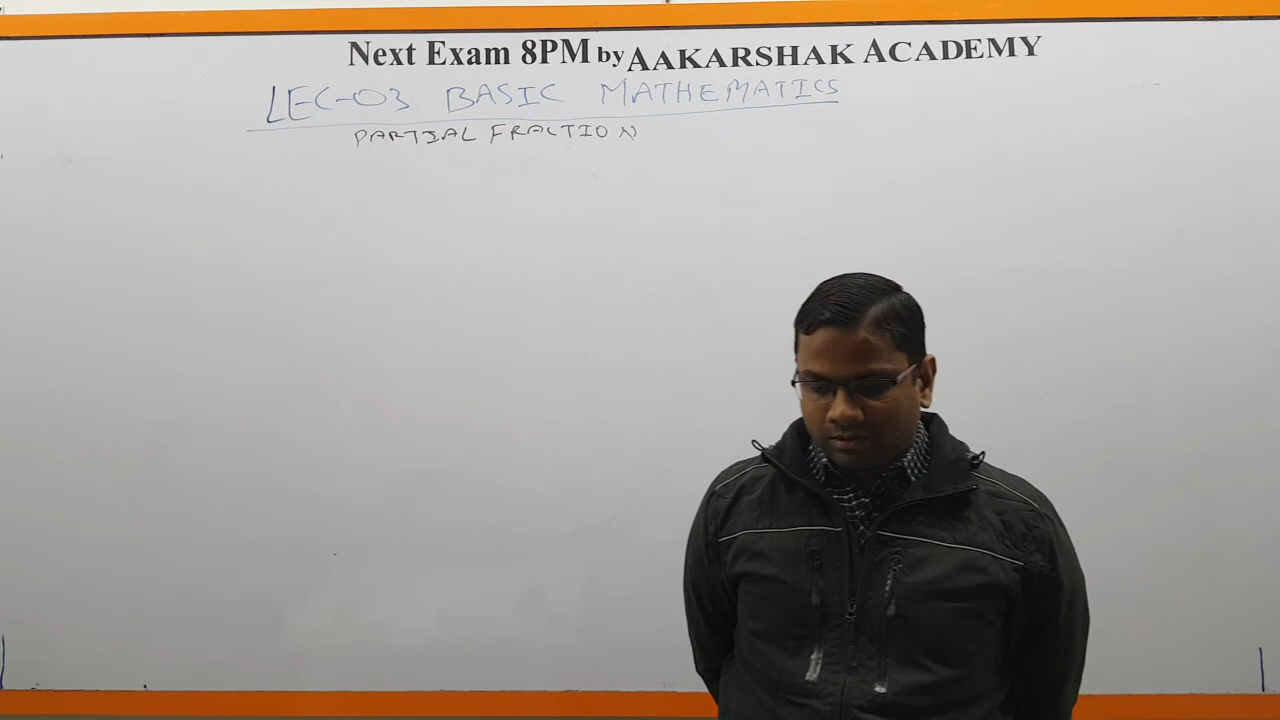 Next Exam 8PM by AAKARSHAK ACADEMY
LEC-03 BASIC MATHEMATICS
PARTIAL FRACTION